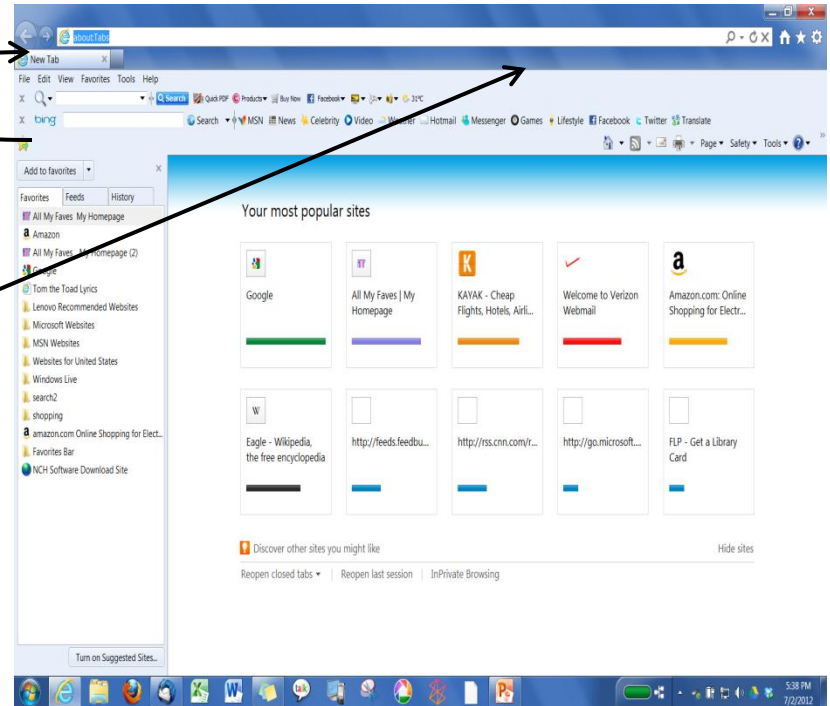 about:Tabs
New Tab X
File Edit View Favorites Tools Help
X Search Quick PDF Products Buy Now Facebook 31°C
X bing Search MSN News Celebrity Video Weather Hotmail Messenger Games Lifestyle Facebook Twitter Translate
Page Safety Tools
Add to favorites X
Favorites Feeds History
All My Faves My Homepage
Amazon
All My Faves My Homepage (2)
Google
Tom the Toad Lyrics
Lenovo Recommended Websites
Microsoft Websites
MSN Websites
Websites for United States
Windows Live
search2
shopping
amazon.com Online Shopping for Elect...
Favorites Bar
NCH Software Download Site
Turn on Suggested Sites...
Your most popular sites
Google
All My Faves | My
Homepage
KAYAK - Cheap
Flights, Hotels, Airli...
Welcome to Verizon
Webmail
Amazon.com: Online
Shopping for Electr...
W
Eagle - Wikipedia,
the free encyclopedia
http://feeds.feedbu...
http://rss.cnn.com/r...
http://go.microsoft....
FLP - Get a Library
Card
Discover other sites you might like Hide sites
Reopen closed tabs | Reopen last session | InPrivate Browsing
talk
5:38 PM
7/2/2012